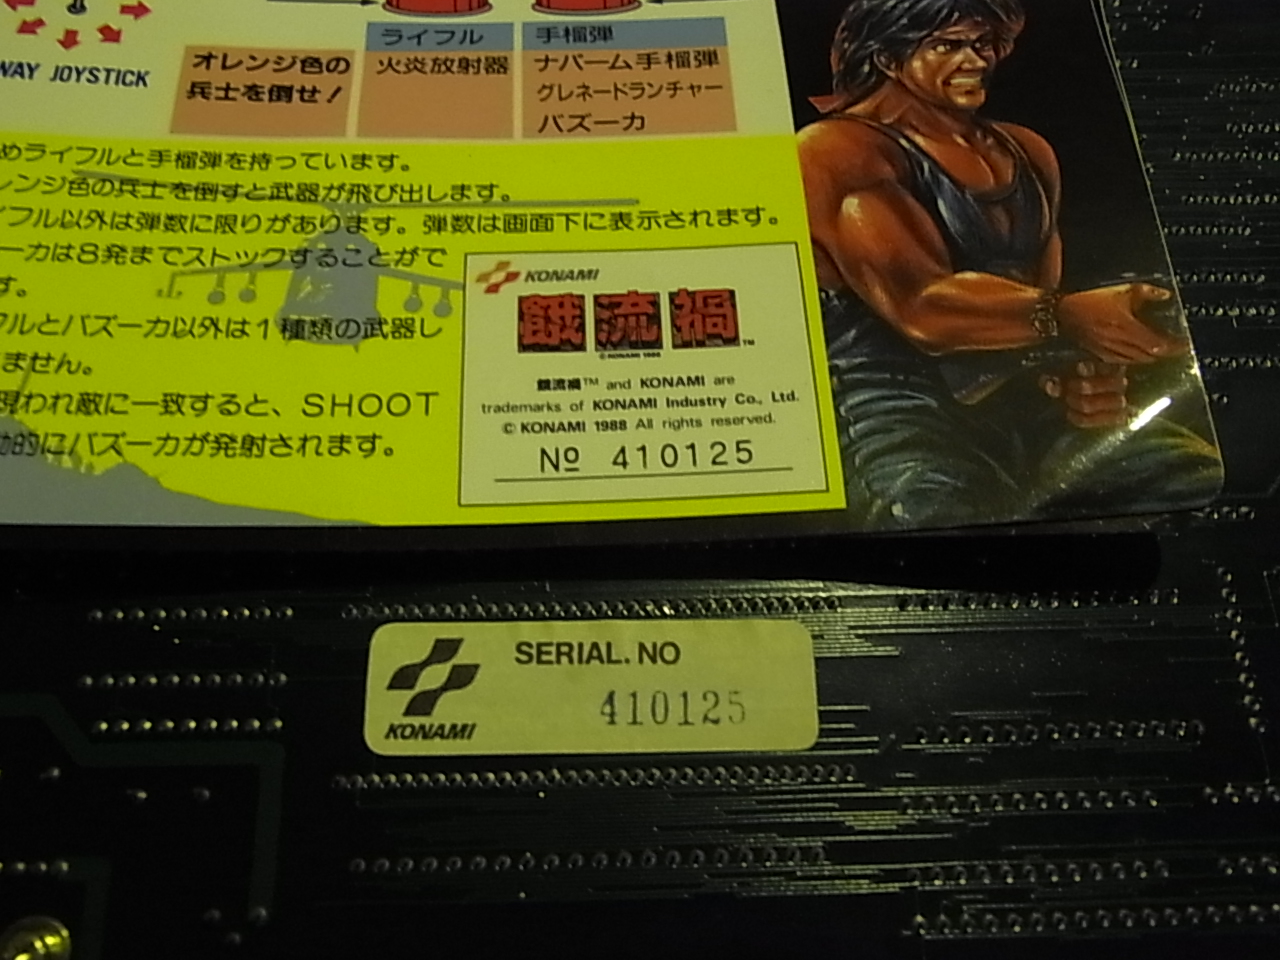 WAY JOYSTICK
オレンジ色の
兵士を倒せ!
ライフル
火炎放射器
手榴弾
ナパーム手榴弾
グレネードランチャー
バズーカ
めライフルと手榴弾を持っています。
レンジ色の兵士を倒すと武器が飛び出します。
イフル以外は弾数に限りがあります。弾数は画面下に表示されます。
ーカは8発までストックすることがで
す。
フルとバズーカ以外は1種類の武器し
ません。
現われ敵に一致すると、SHOOT
動的にバズーカが発射されます。
KONAMI
餓流禍™
© KONAMI 1988
餓流禍™ and KONAMI are
trademarks of KONAMI Industry Co., Ltd.
© KONAMI 1988 All rights reserved.
Nº 410125
KONAMI
SERIAL. NO
410125